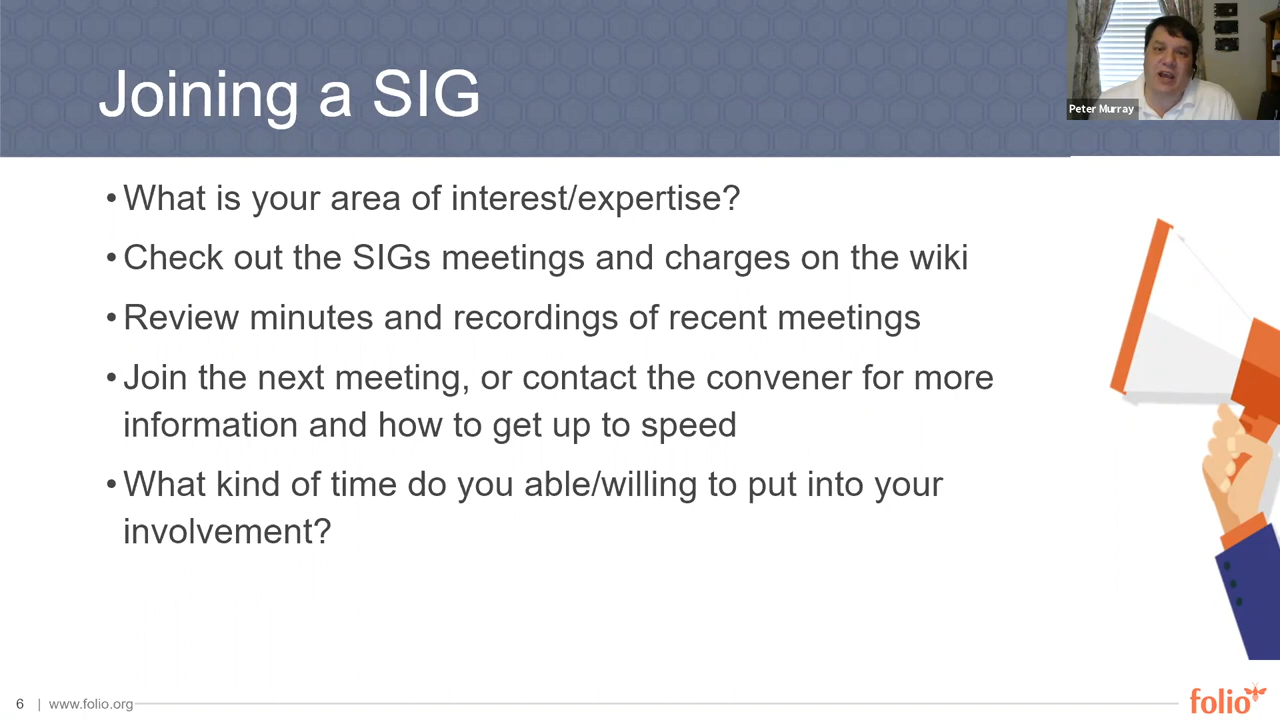 Joining a SIG
Peter Murray
•What is your area of interest/expertise?
•Check out the SIGs meetings and charges on the wiki
•Review minutes and recordings of recent meetings
•Join the next meeting, or contact the convener for more
information and how to get up to speed
•What kind of time do you able/willing to put into your
involvement?
6 | www.folio.org
folio